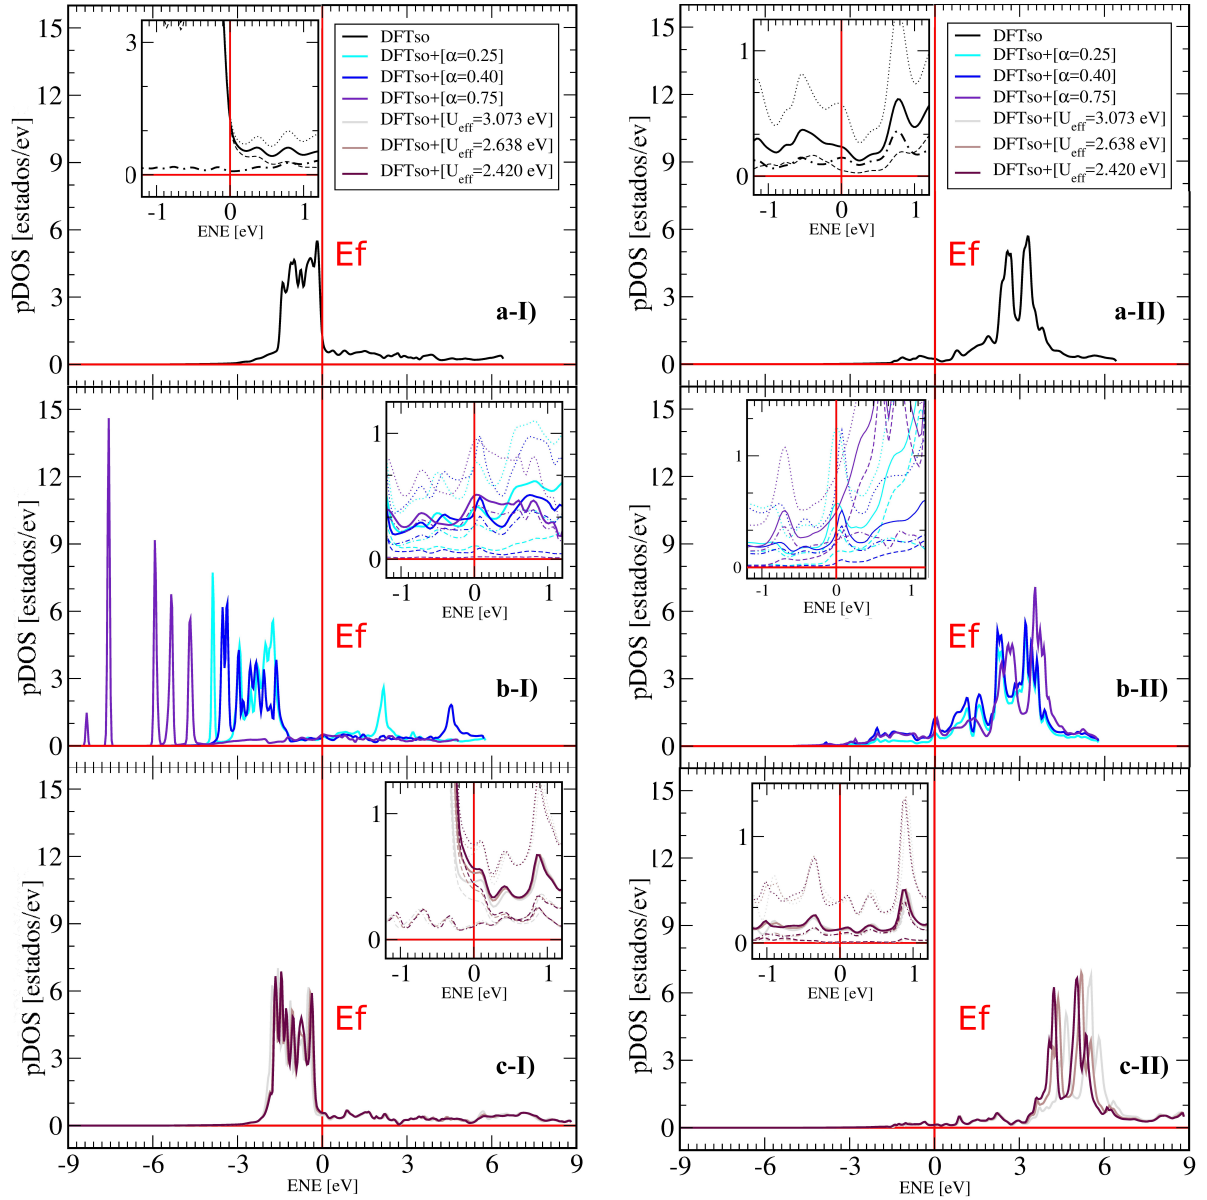 DFTso
DFTso+[α=0.25]
DFTso+[α=0.40]
DFTso+[α=0.75]
DFTso+[Ueff=3.073 eV]
DFTso+[Ueff=2.638 eV]
DFTso+[Ueff=2.420 eV]
15
12
9
6
3
0
pDOS [estados/ev]
3
0
-1 0 1
ENE [eV]
Ef
a-I)
DFTso
DFTso+[α=0.25]
DFTso+[α=0.40]
DFTso+[α=0.75]
DFTso+[Ueff=3.073 eV]
DFTso+[Ueff=2.638 eV]
DFTso+[Ueff=2.420 eV]
15
12
9
6
3
0
pDOS [estados/ev]
1
0
-1 0 1
ENE [eV]
Ef
a-II)
15
12
9
6
3
0
pDOS [estados/ev]
1
0
-1 0 1
ENE [eV]
Ef
b-I)
15
12
9
6
3
0
pDOS [estados/ev]
1
0
-1 0 1
ENE [eV]
Ef
b-II)
15
12
9
6
3
0
pDOS [estados/ev]
1
0
-1 0 1
ENE [eV]
Ef
c-I)
-9 -6 -3 0 3 6 9
ENE [eV]
15
12
9
6
3
0
pDOS [estados/ev]
1
0
-1 0 1
ENE [eV]
Ef
c-II)
-9 -6 -3 0 3 6 9
ENE [eV]